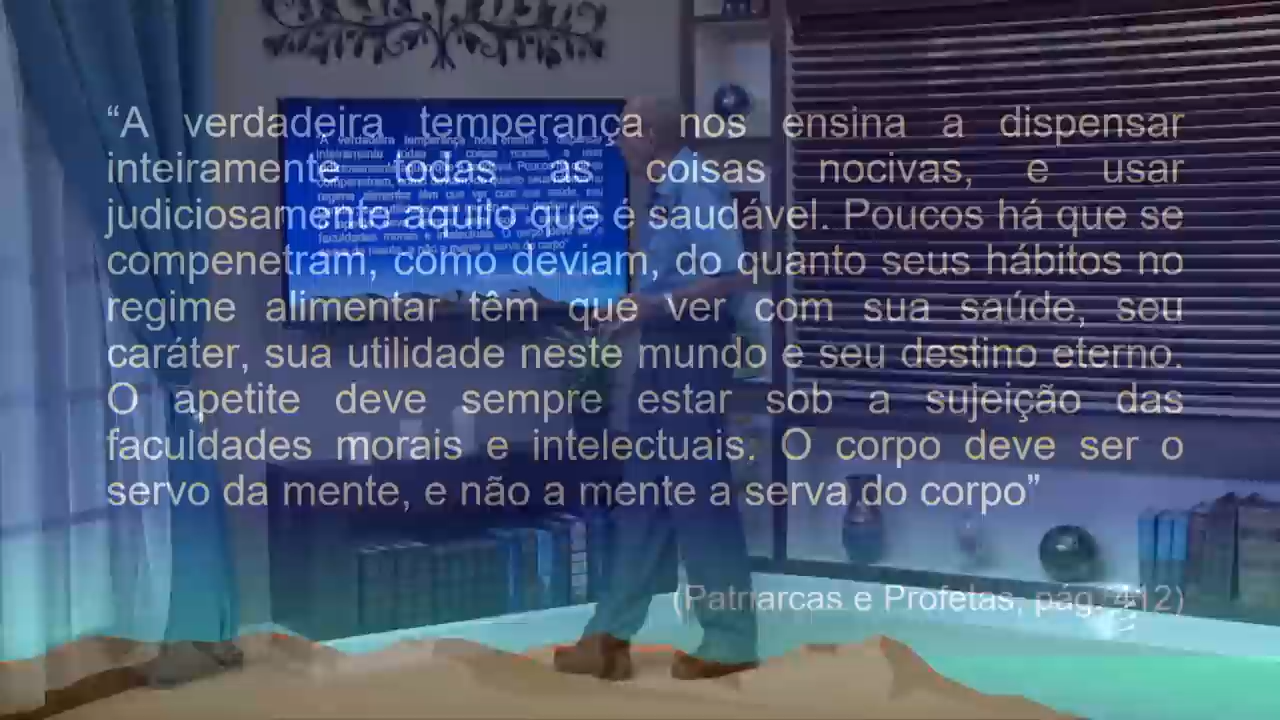 “A verdadeira temperança nos ensina a dispensar
inteiramente todas as coisas nocivas, e usar
judiciosamente aquilo que é saudável. Poucos há que se
compenetram, como deviam, do quanto seus hábitos no
regime alimentar têm que ver com sua saúde, seu
caráter, sua utilidade neste mundo e seu destino eterno.
O apetite deve sempre estar sob a sujeição das
faculdades morais e intelectuais. O corpo deve ser o
servo da mente, e não a mente a serva do corpo”
(Patriarcas e Profetas, pág. 412)